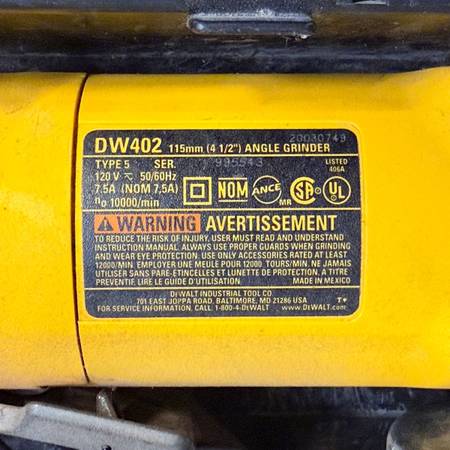 DW402 115mm (4 1/2") ANGLE GRINDER 20030749
TYPE 5 SER. 995543 LISTED 406A
120 V ⎓ 50/60Hz
7.5A (NOM 7,5A) NOM ANCE MR SA UL
n₀ 10000/min
WARNING AVERTISSEMENT
TO REDUCE THE RISK OF INJURY, USER MUST READ AND UNDERSTAND
INSTRUCTION MANUAL. ALWAYS USE PROPER GUARDS WHEN GRINDING
AND WEAR EYE PROTECTION. USE ONLY ACCESSORIES RATED AT LEAST
12000/MIN. EMPLOYER UNE MEULE POUR 12000 TOURS/MIN. NE JAMAIS
UTILISER SANS PARE-ÉTINCELLES ET LUNETTE DE PROTECTION. À TITRE
PRÉVENTIF, LIRE LE GUIDE D'UTILISATION. MADE IN MEXICO
DEWALT INDUSTRIAL TOOL CO.
701 EAST JOPPA ROAD, BALTIMORE, MD 21286 USA T
FOR SERVICE INFORMATION, CALL 1-800-4-DEWALT www.DEWALT.com